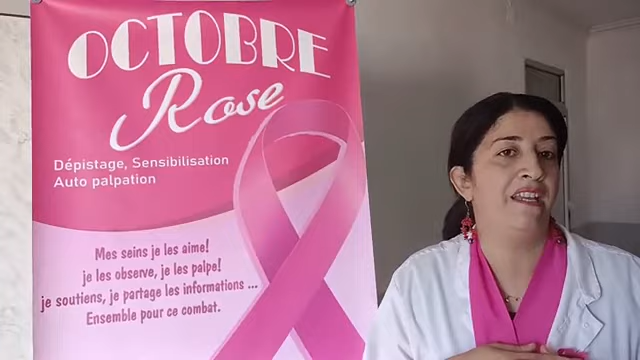 OCTOBRE
Rose
Dépistage, Sensibilisation
Auto palpation
Mes seins je les aime!
je les observe, je les palpe!
je soutiens, je partage les informations ...
Ensemble pour ce combat.